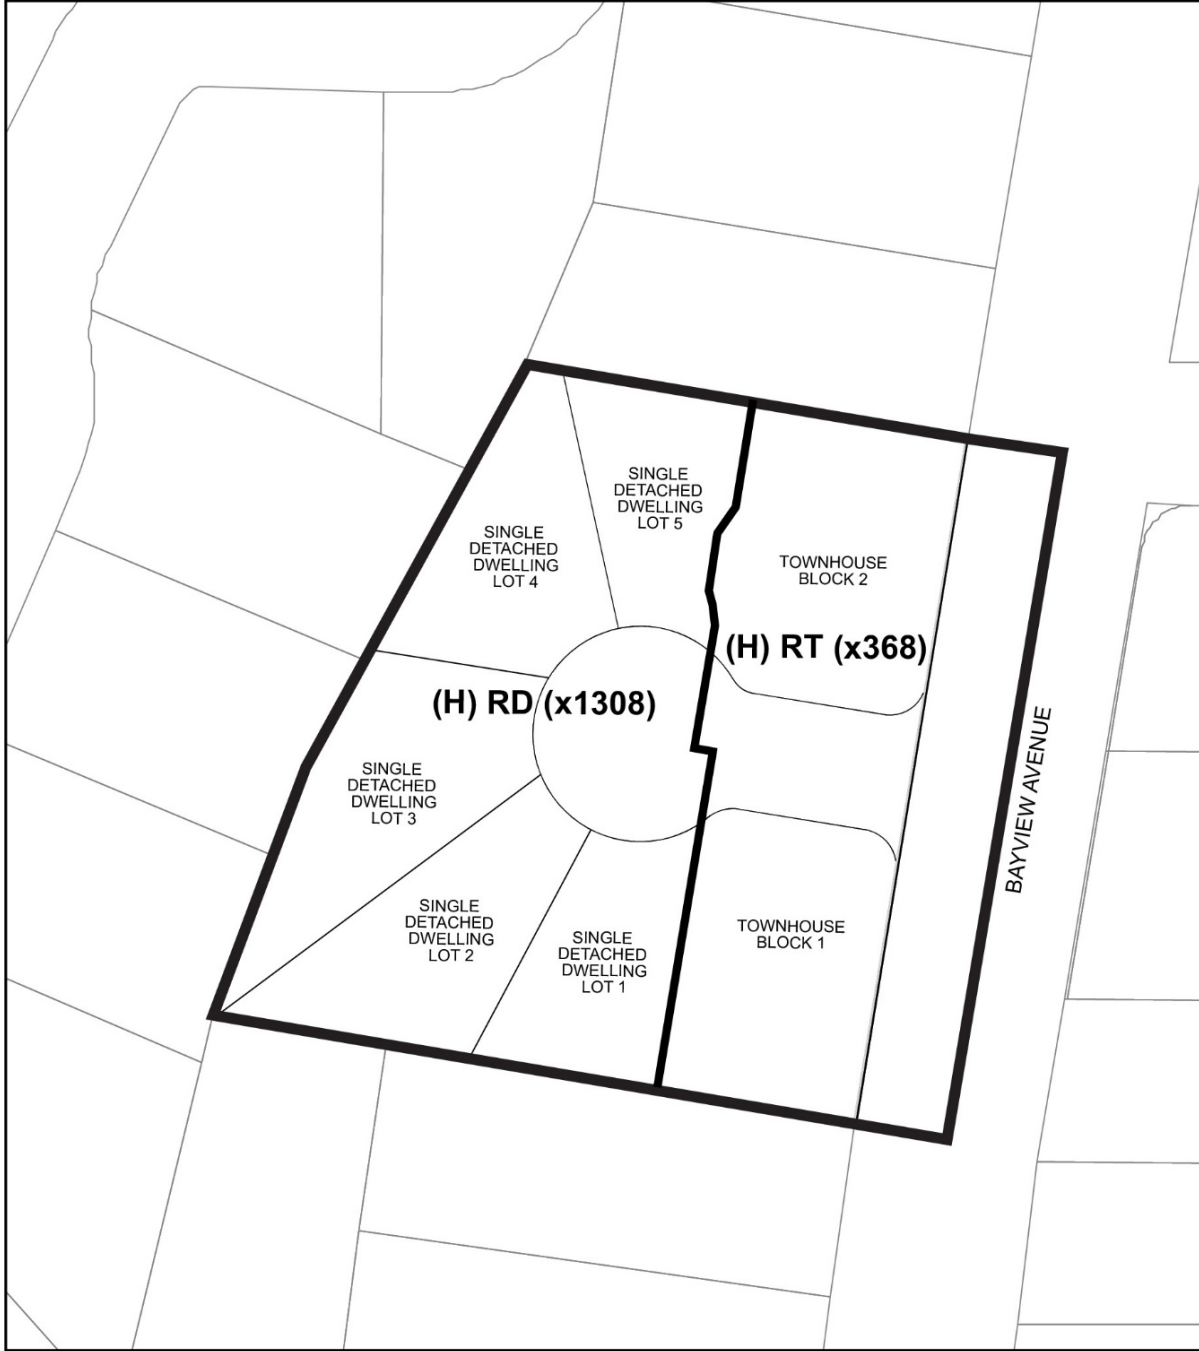 SINGLE
DETACHED
DWELLING
LOT 5
SINGLE
DETACHED
DWELLING
LOT 4
TOWNHOUSE
BLOCK 2
(H) RT (x368)
(H) RD (x1308)
SINGLE
DETACHED
DWELLING
LOT 3
BAYVIEW AVENUE
SINGLE
DETACHED
DWELLING
LOT 2
SINGLE
DETACHED
DWELLING
LOT 1
TOWNHOUSE
BLOCK 1